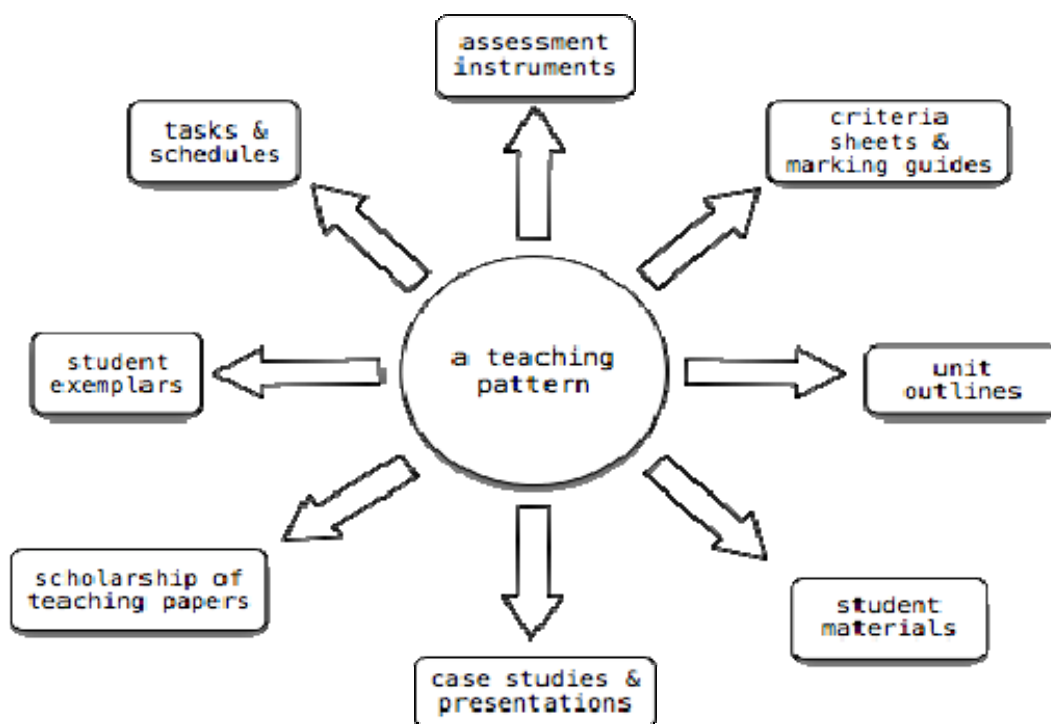 assessment
instruments
tasks &
schedules
criteria
sheets &
marking guides
student
exemplars
a teaching
pattern
unit
outlines
scholarship of
teaching papers
student
materials
case studies &
presentations